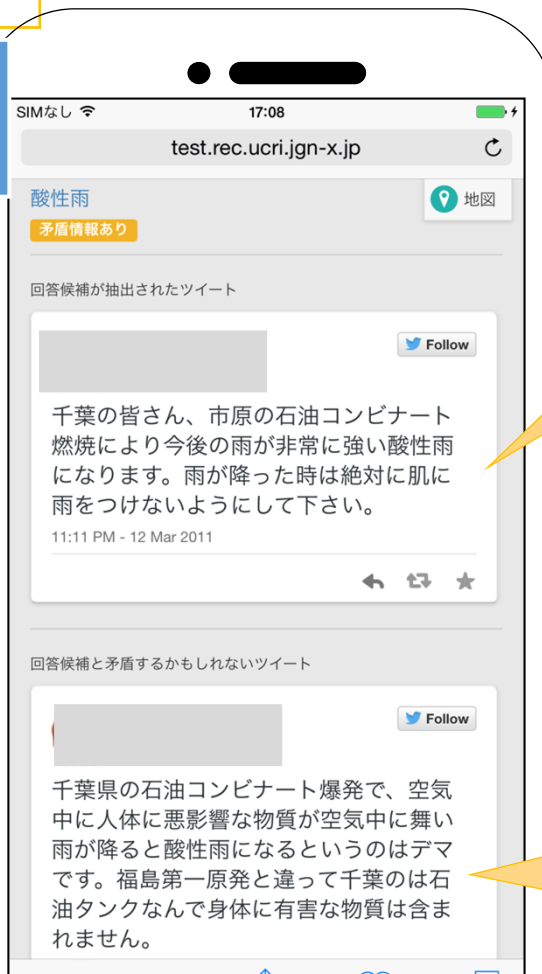 SIMなし 17:08
test.rec.ucri.jgn-x.jp
酸性雨
地図
矛盾情報あり
回答候補が抽出されたツイート
Follow
千葉の皆さん、市原の石油コンビナート
燃焼により今後の雨が非常に強い酸性雨
になります。雨が降った時は絶対に肌に
雨をつけないようにして下さい。
11:11 PM - 12 Mar 2011
回答候補と矛盾するかもしれないツイート
Follow
千葉県の石油コンビナート爆発で、空気
中に人体に悪影響な物質が空気中に舞い
雨が降ると酸性雨になるというのはデマ
です。福島第一原発と違って千葉のは石
油タンクなんで身体に有害な物質は含ま
れません。